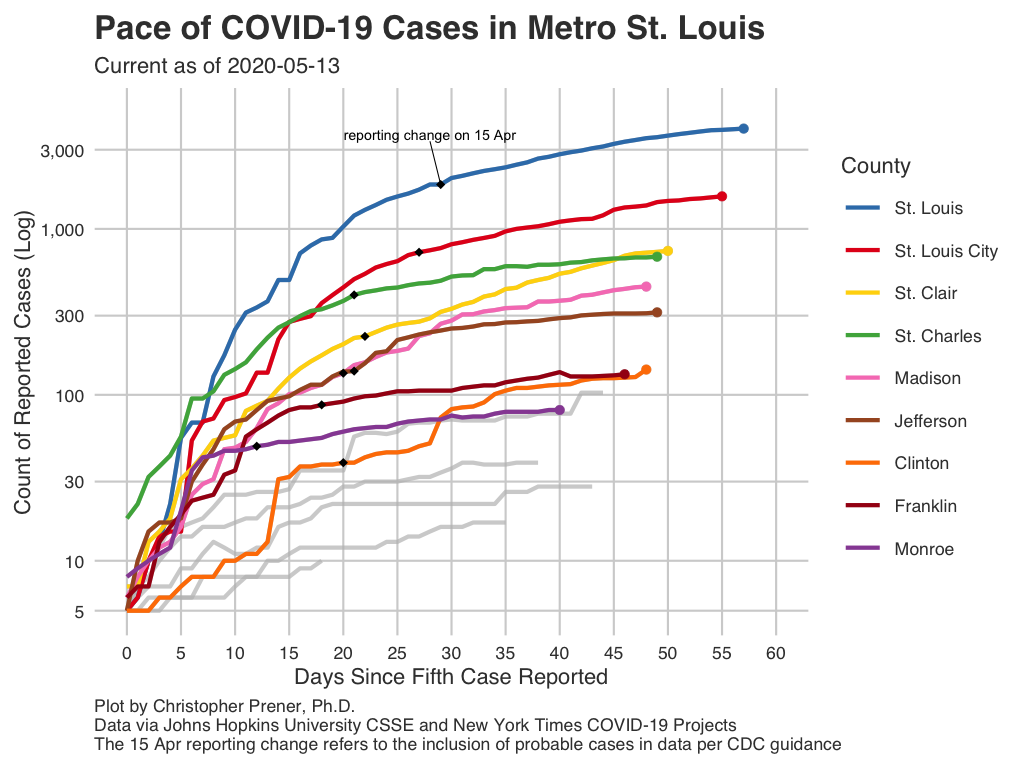 Pace of COVID-19 Cases in Metro St. Louis
Current as of 2020-05-13
reporting change on 15 Apr
Count of Reported Cases (Log)
3,000
1,000
300
100
30
10
5
0 5 10 15 20 25 30 35 40 45 50 55 60
Days Since Fifth Case Reported
County
St. Louis
St. Louis City
St. Clair
St. Charles
Madison
Jefferson
Clinton
Franklin
Monroe
Plot by Christopher Prener, Ph.D.
Data via Johns Hopkins University CSSE and New York Times COVID-19 Projects
The 15 Apr reporting change refers to the inclusion of probable cases in data per CDC guidance